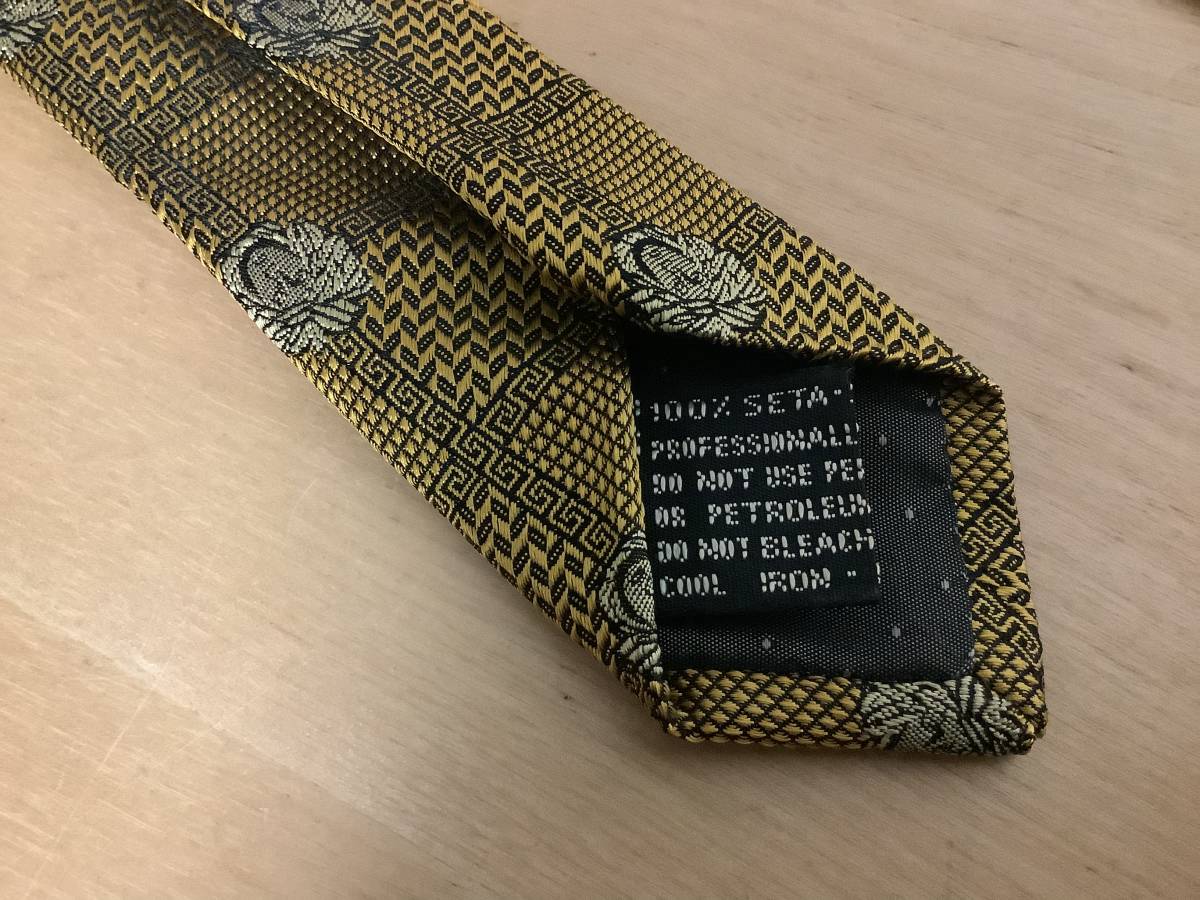 100% SETA -
PROFESSIONALL
DO NOT USE PE
OR PETROLEUM
DO NOT BLEACH
COOL IRON -